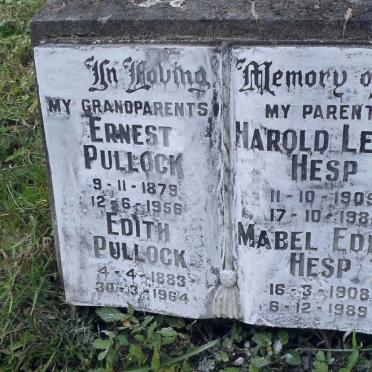 In Loving
MY GRANDPARENTS
ERNEST
PULLOCK
9-11-1879
12-6-1956
EDITH
PULLOCK
4-4-1883
30-3-1964
Memory
MY PARENT
HAROLD LE
HESP
11-10-190
17-10-198
MABEL ED
HESP
16-3-1908
6-12-1989